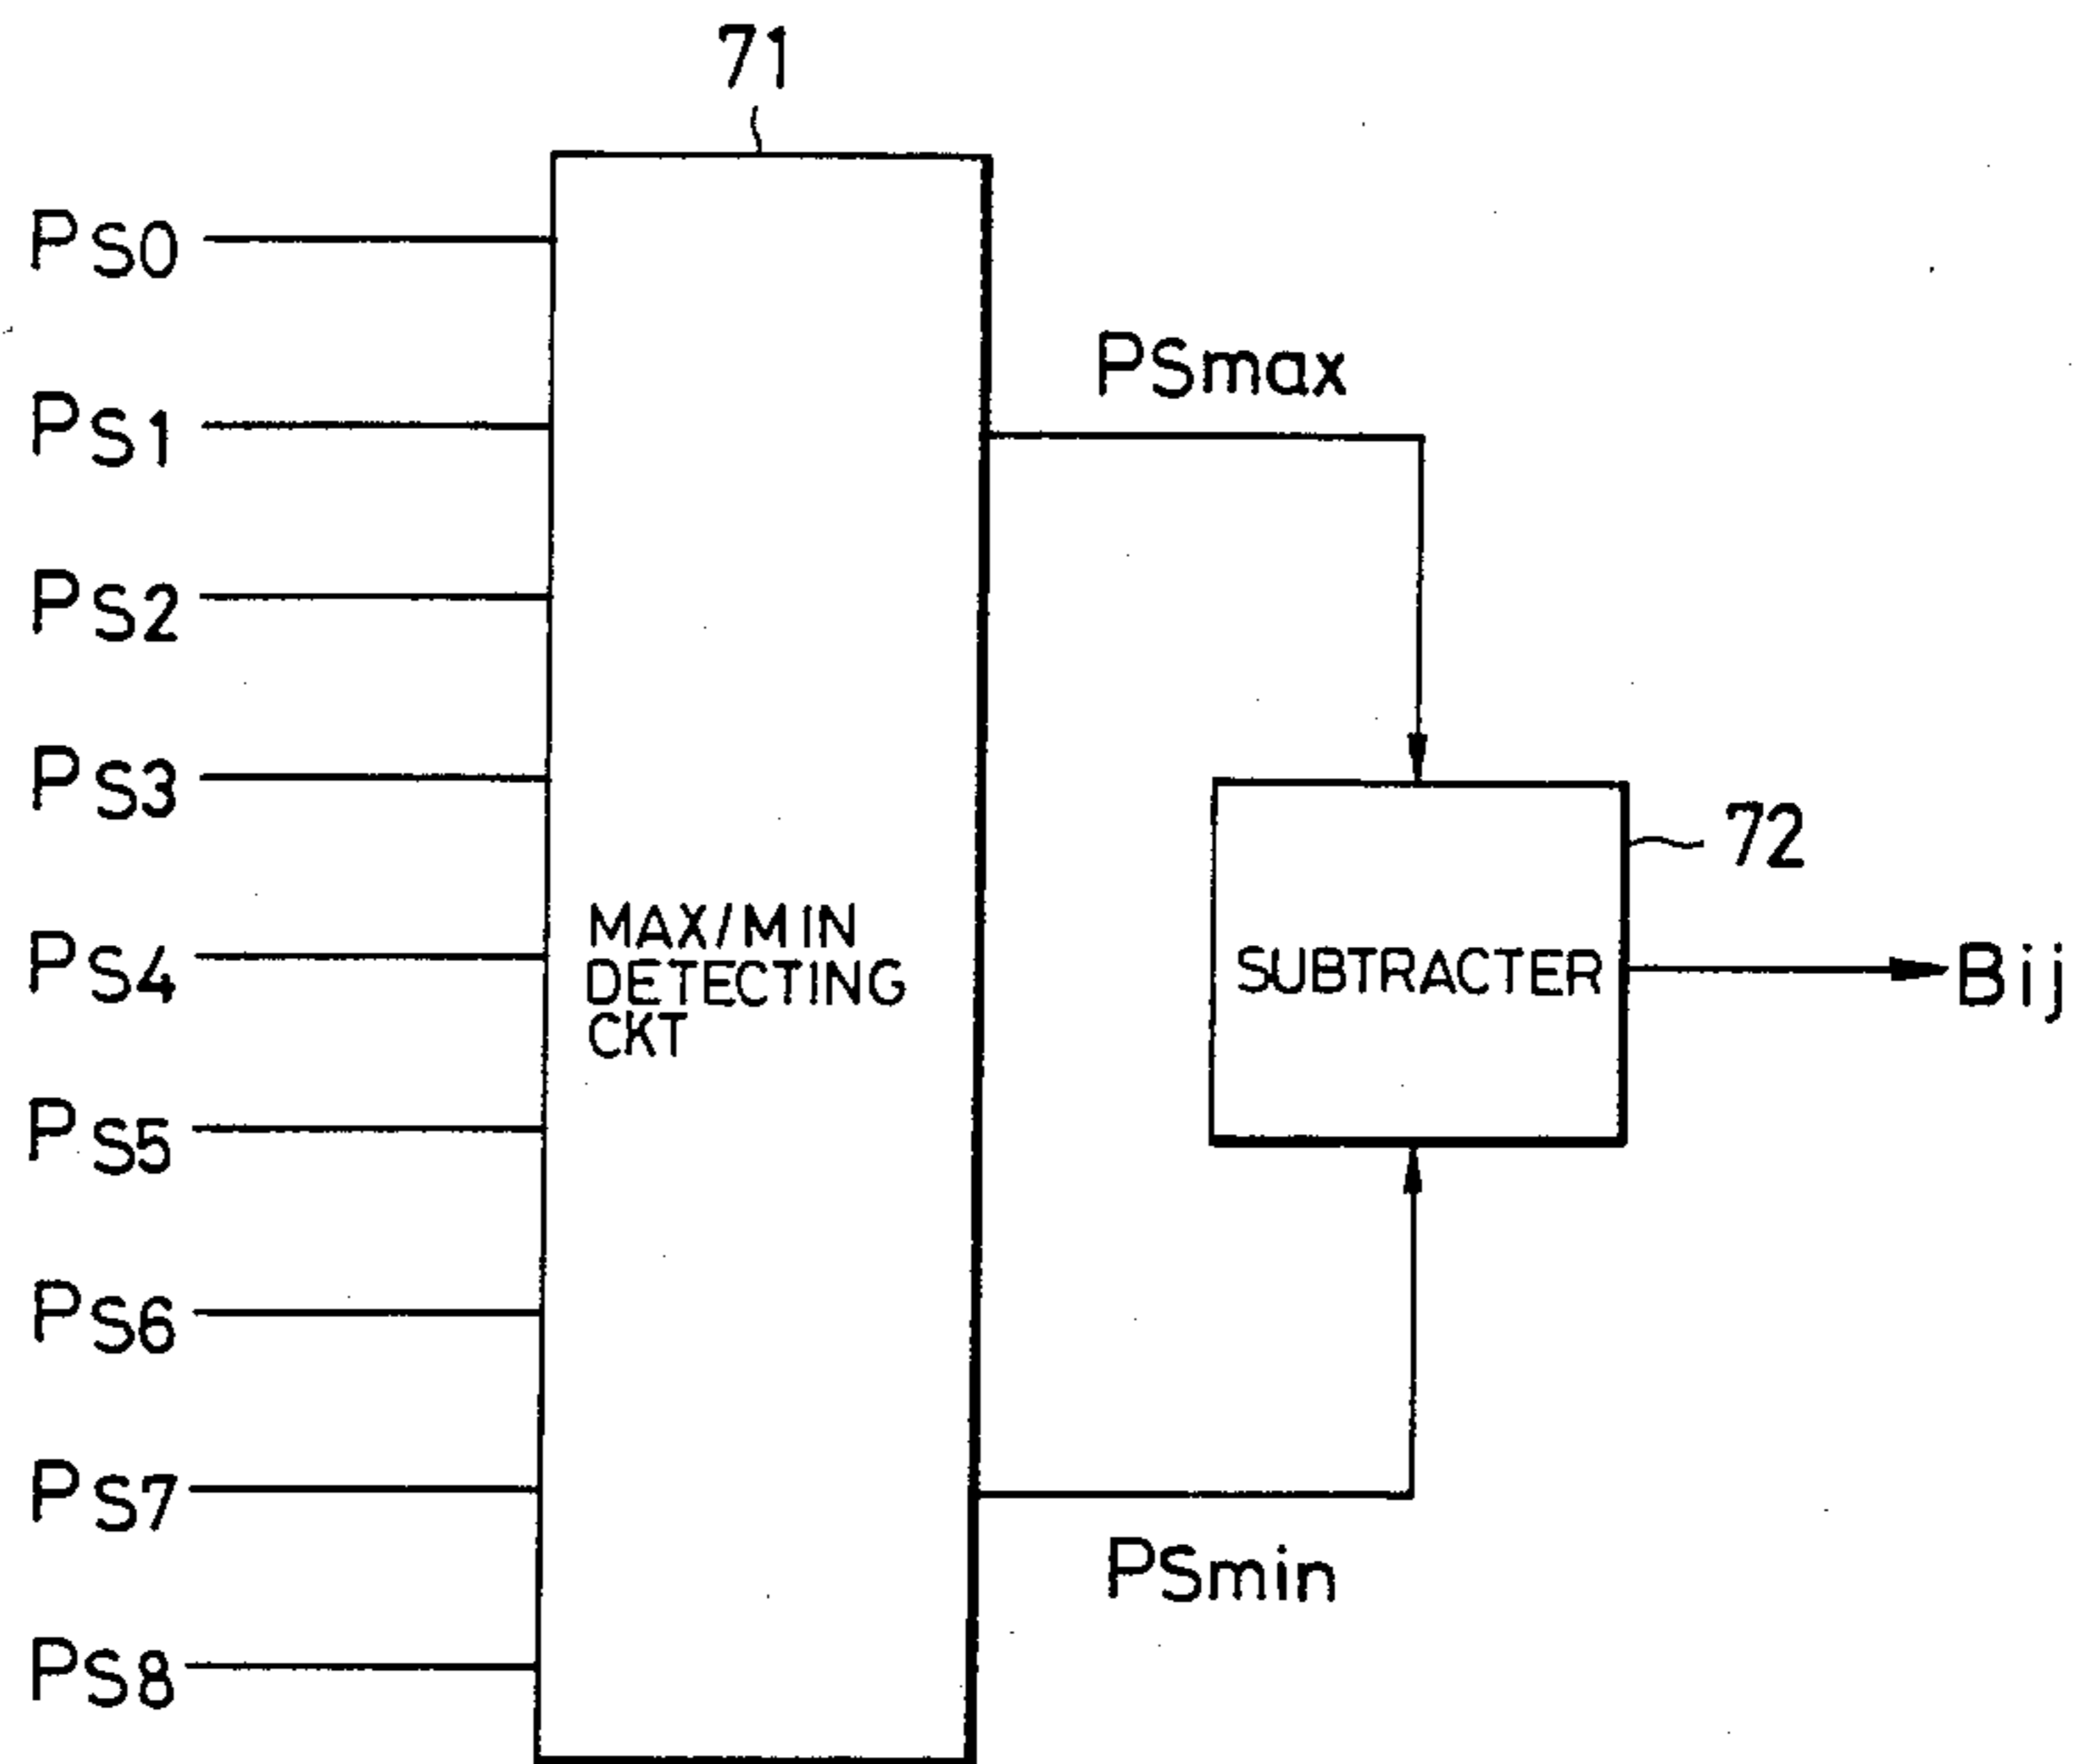 71
PS0
PS1
PS2
PS3
PS4
PS5
PS6
PS7
PS8
MAX/MIN
DETECTING
CKT
PSmax
PSmin
SUBTRACTER
72
Bij